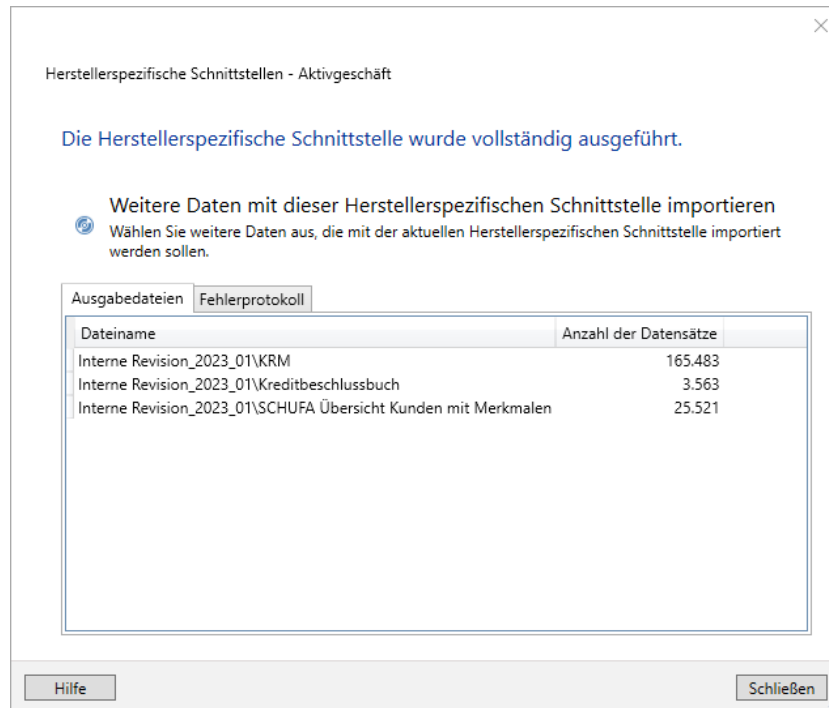 Herstellerspezifische Schnittstellen - Aktivgeschäft
Die Herstellerspezifische Schnittstelle wurde vollständig ausgeführt.
Weitere Daten mit dieser Herstellerspezifischen Schnittstelle importieren
Wählen Sie weitere Daten aus, die mit der aktuellen Herstellerspezifischen Schnittstelle importiert
werden sollen.
Ausgabedateien Fehlerprotokoll
Dateiname Anzahl der Datensätze
Interne Revision_2023_01\KRM 165.483
Interne Revision_2023_01\Kreditbeschlussbuch 3.563
Interne Revision_2023_01\SCHUFA Übersicht Kunden mit Merkmalen 25.521
Hilfe Schließen